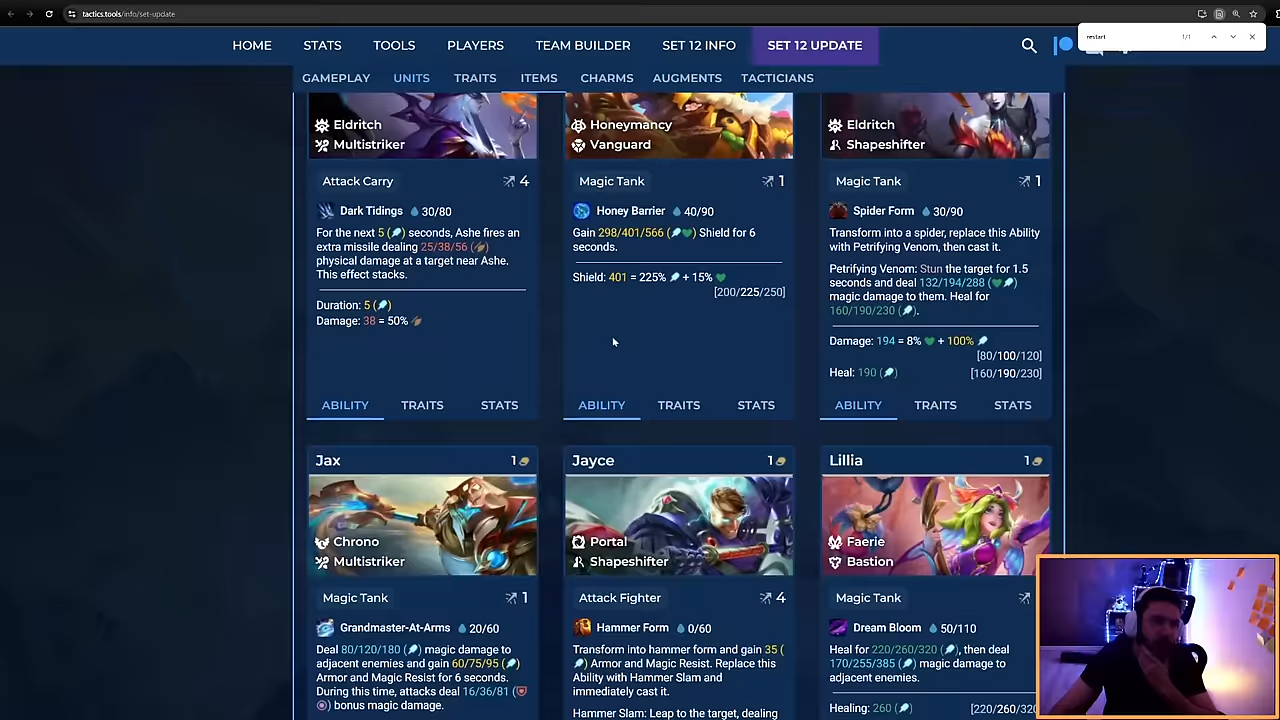 tactics.tools/info/set-update
restart
1/1
HOME
STATS
TOOLS
PLAYERS
TEAM BUILDER
SET 12 INFO
SET 12 UPDATE
GAMEPLAY
UNITS
TRAITS
ITEMS
CHARMS
AUGMENTS
TACTICIANS
Eldritch
Multistriker
Attack Carry
4
Dark Tidings 30/80
For the next 5 ( ) seconds, Ashe fires an
extra missile dealing 25/38/56 ( )
physical damage at a target near Ashe.
This effect stacks.
Duration: 5 ( )
Damage: 38 = 50%
ABILITY TRAITS STATS
Honeymancy
Vanguard
Magic Tank
1
Honey Barrier 40/90
Gain 298/401/566 ( ) Shield for 6
seconds.
Shield: 401 = 225% + 15%
[200/225/250]
ABILITY TRAITS STATS
Eldritch
Shapeshifter
Magic Tank
1
Spider Form 30/90
Transform into a spider, replace this Ability
with Petrifying Venom, then cast it.
Petrifying Venom: Stun the target for 1.5
seconds and deal 132/194/288 ( )
magic damage to them. Heal for
160/190/230 ( ).
Damage: 194 = 8% + 100%
[80/100/120]
Heal: 190 ( ) [160/190/230]
ABILITY TRAITS STATS
Jax 1
Chrono
Multistriker
Magic Tank
1
Grandmaster-At-Arms 20/60
Deal 80/120/180 ( ) magic damage to
adjacent enemies and gain 60/75/95 ( )
Armor and Magic Resist for 6 seconds.
During this time, attacks deal 16/36/81 (
) bonus magic damage.
Jayce 1
Portal
Shapeshifter
Attack Fighter
4
Hammer Form 0/60
Transform into hammer form and gain 35 (
) Armor and Magic Resist. Replace this
Ability with Hammer Slam and
immediately cast it.
Hammer Slam: Leap to the target, dealing
Lillia 1
Faerie
Bastion
Magic Tank
Dream Bloom 50/110
Heal for 220/260/320 ( ), then deal
170/255/385 ( ) magic damage to
adjacent enemies.
Healing: 260 ( ) [220/260/320